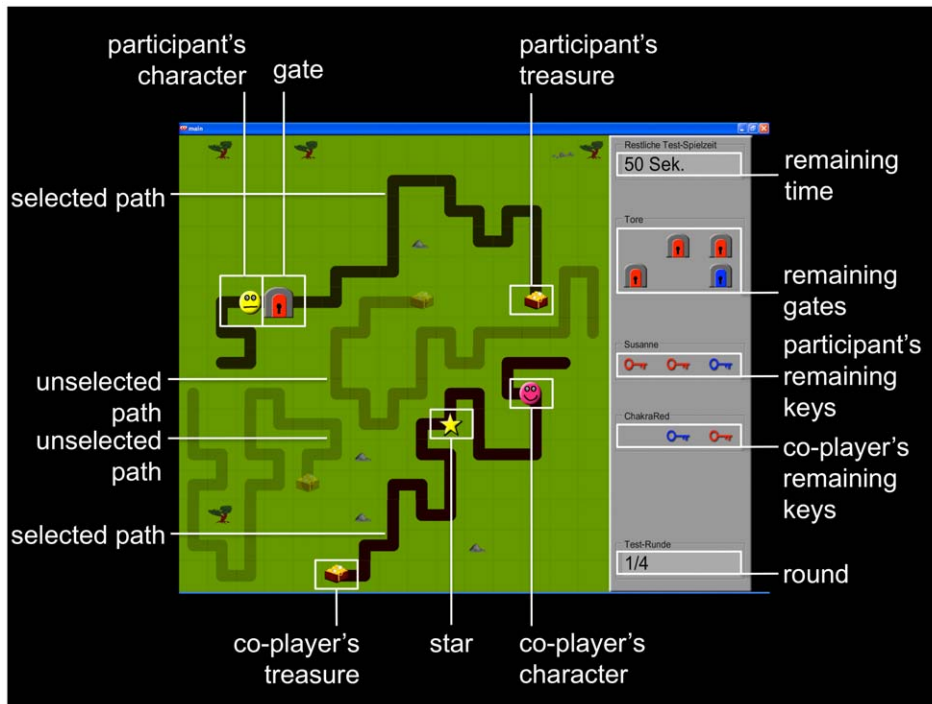 participant's
character
gate
participant's
treasure
main
Restliche Test-Spielzeit
50 Sek.
remaining
time
selected path
Tore
remaining
gates
Susanne
participant's
remaining
keys
unselected
path
unselected
path
ChakraRed
co-player's
remaining
keys
selected path
Test-Runde
1/4
round
co-player's
treasure
star
co-player's
character